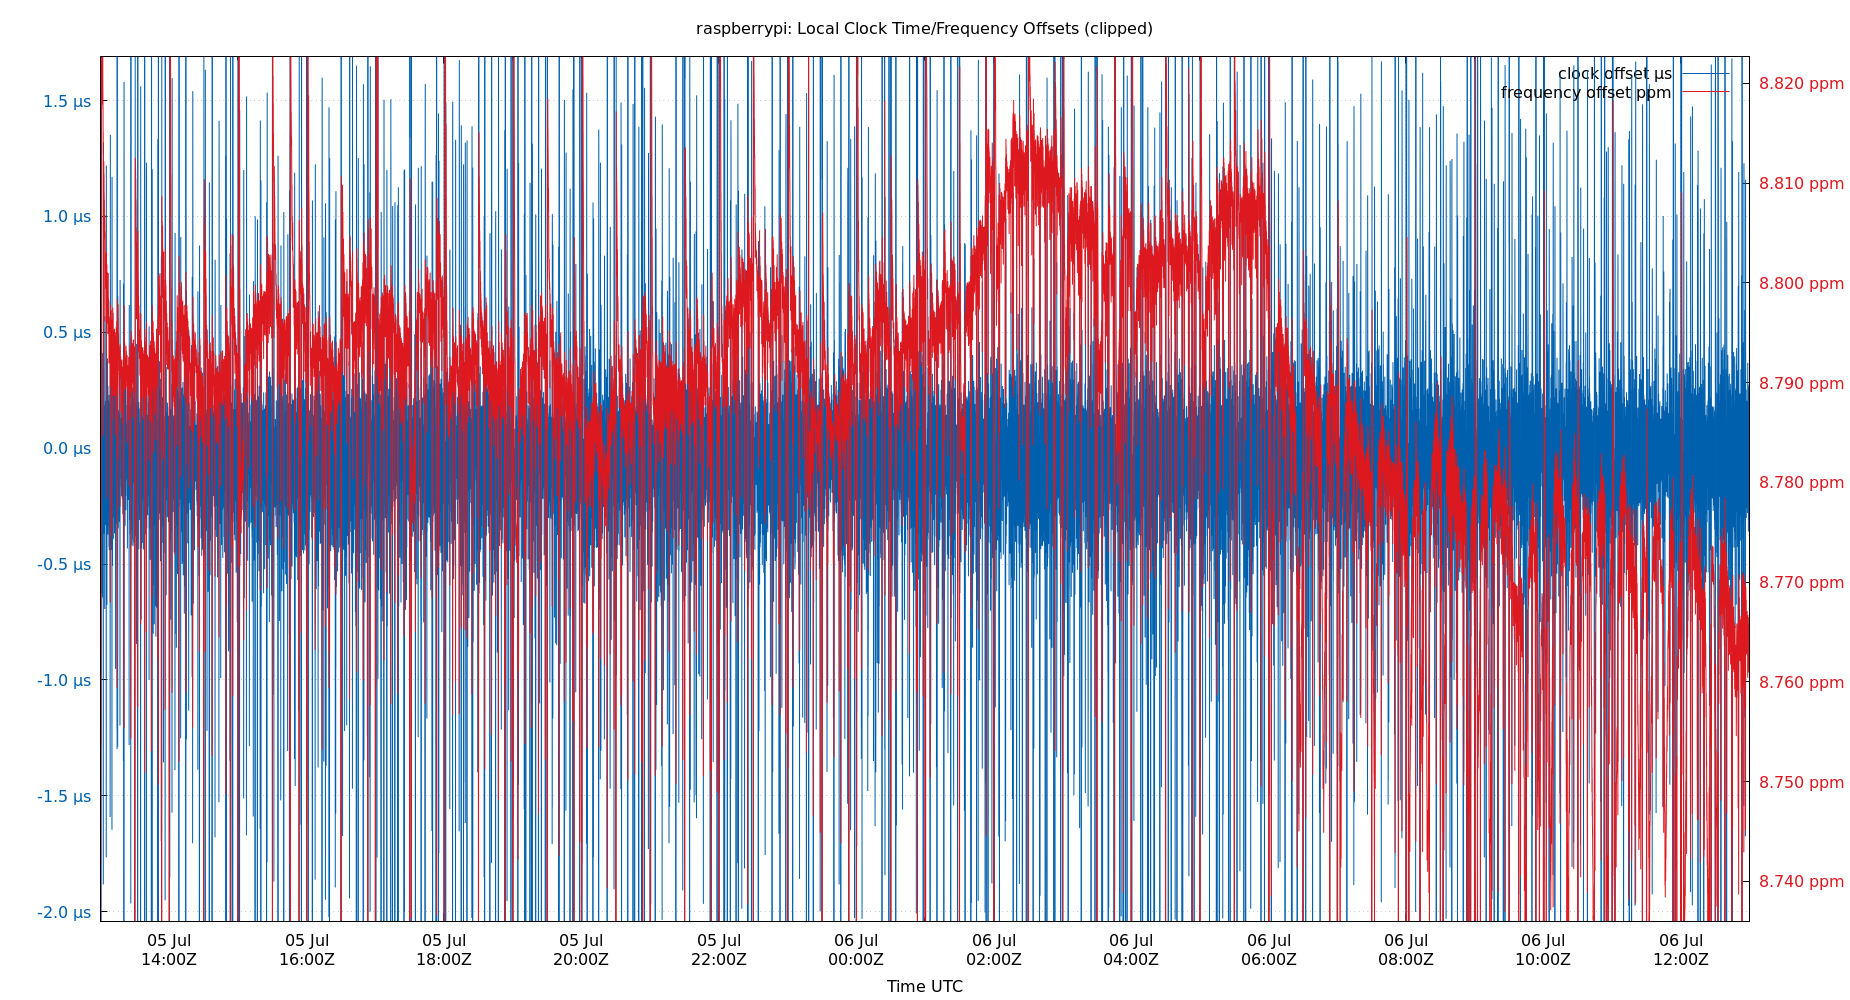 raspberrypi: Local Clock Time/Frequency Offsets (clipped)
clock offset µs
frequency offset ppm
1.5 µs
1.0 µs
0.5 µs
0.0 µs
-0.5 µs
-1.0 µs
-1.5 µs
-2.0 µs
8.820 ppm
8.810 ppm
8.800 ppm
8.790 ppm
8.780 ppm
8.770 ppm
8.760 ppm
8.750 ppm
8.740 ppm
05 Jul 05 Jul 05 Jul 05 Jul 05 Jul 06 Jul 06 Jul 06 Jul 06 Jul 06 Jul 06 Jul 06 Jul
14:00Z 16:00Z 18:00Z 20:00Z 22:00Z 00:00Z 02:00Z 04:00Z 06:00Z 08:00Z 10:00Z 12:00Z
Time UTC